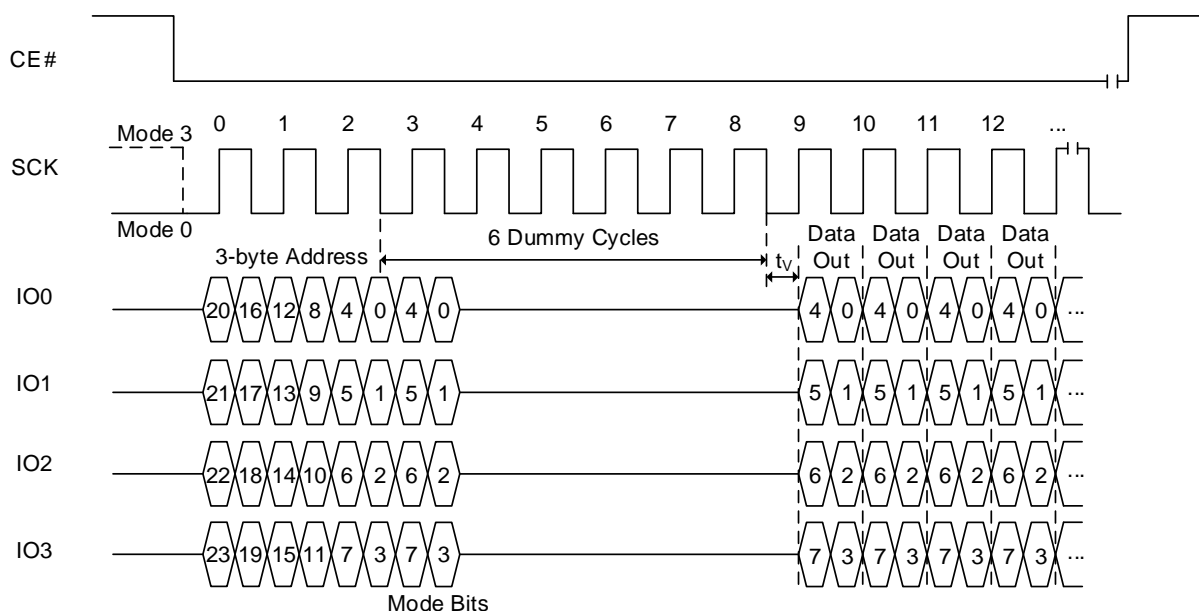 CE#
0 1 2 3 4 5 6 7 8 9 10 11 12 ...
Mode 3
SCK
Mode 0
6 Dummy Cycles
Data Data Data Data
3-byte Address
tV
Out Out Out Out
IO0 20 16 12 8 4 0 4 0 4 0 4 0 4 0 4 0 ...
IO1 21 17 13 9 5 1 5 1 5 1 5 1 5 1 5 1 ...
IO2 22 18 14 10 6 2 6 2 6 2 6 2 6 2 6 2 ...
IO3 23 19 15 11 7 3 7 3 7 3 7 3 7 3 7 3 ...
Mode Bits